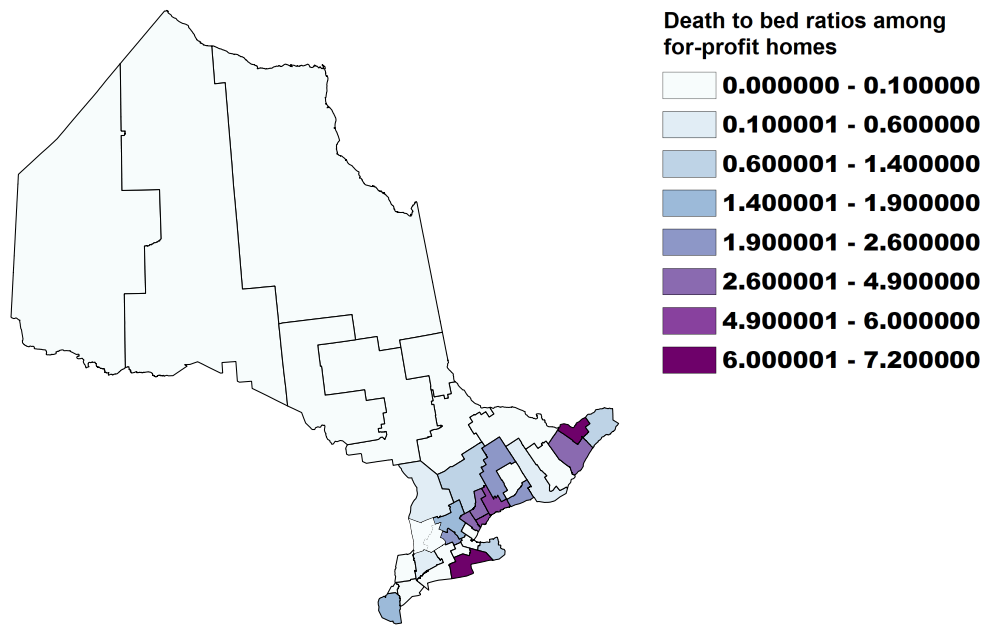 Death to bed ratios among
for-profit homes
0.000000 - 0.100000
0.100001 - 0.600000
0.600001 - 1.400000
1.400001 - 1.900000
1.900001 - 2.600000
2.600001 - 4.900000
4.900001 - 6.000000
6.000001 - 7.200000